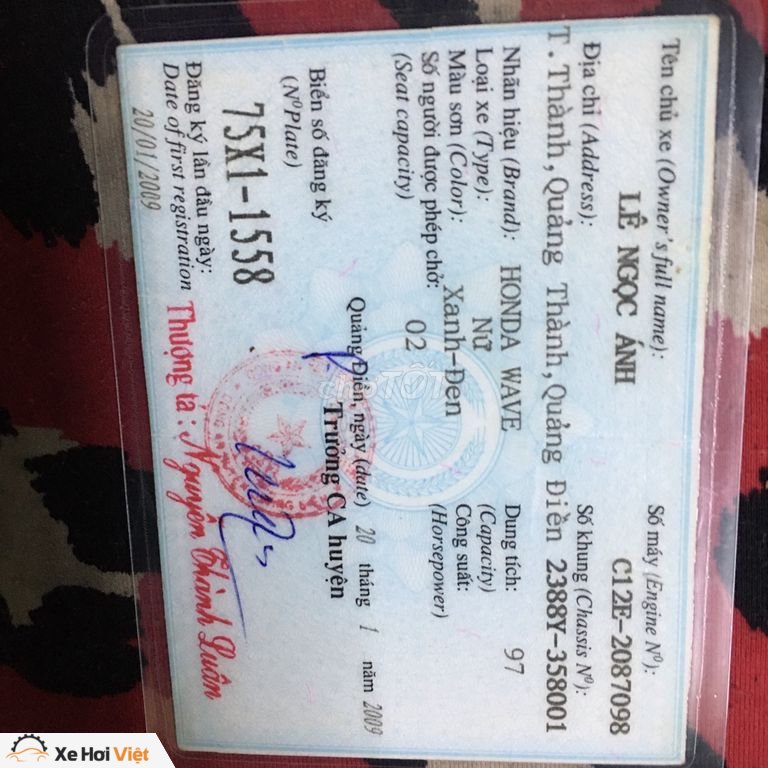 Tên chủ xe (Owner's full name):
LÊ NGỌC ÁNH
Số máy (Engine Nº):
C12E-2087098
Địa chỉ (Address):
Số khung (Chassis Nº):
T.Thành,Quảng Thành,Quảng Điền 2388Y-358001
Nhãn hiệu (Brand): HONDA WAVE
Dung tích: 97
(Capacity)
Loại xe (Type): Nữ
Công suất:
(Horsepower)
Màu sơn (Color): Xanh-Đen
Số người được phép chở: 02
(Seat capacity)
Quảng Điền, ngày (date) 20 tháng 1 năm 2009
Trưởng CA huyện
Biển số đăng ký
(NºPlate)
75X1-1558
Đăng ký lần đầu ngày:
Date of first registration
20/01/2009
Thượng tá: Nguyễn Thành Luân
chợTỐT
Xe Hơi Việt